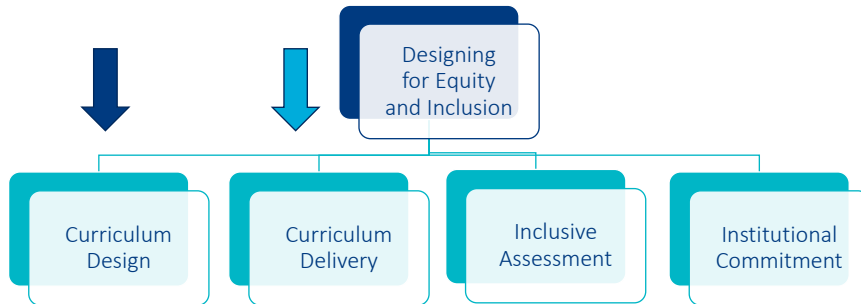 Designing
for Equity
and Inclusion
Curriculum
Design
Curriculum
Delivery
Inclusive
Assessment
Institutional
Commitment